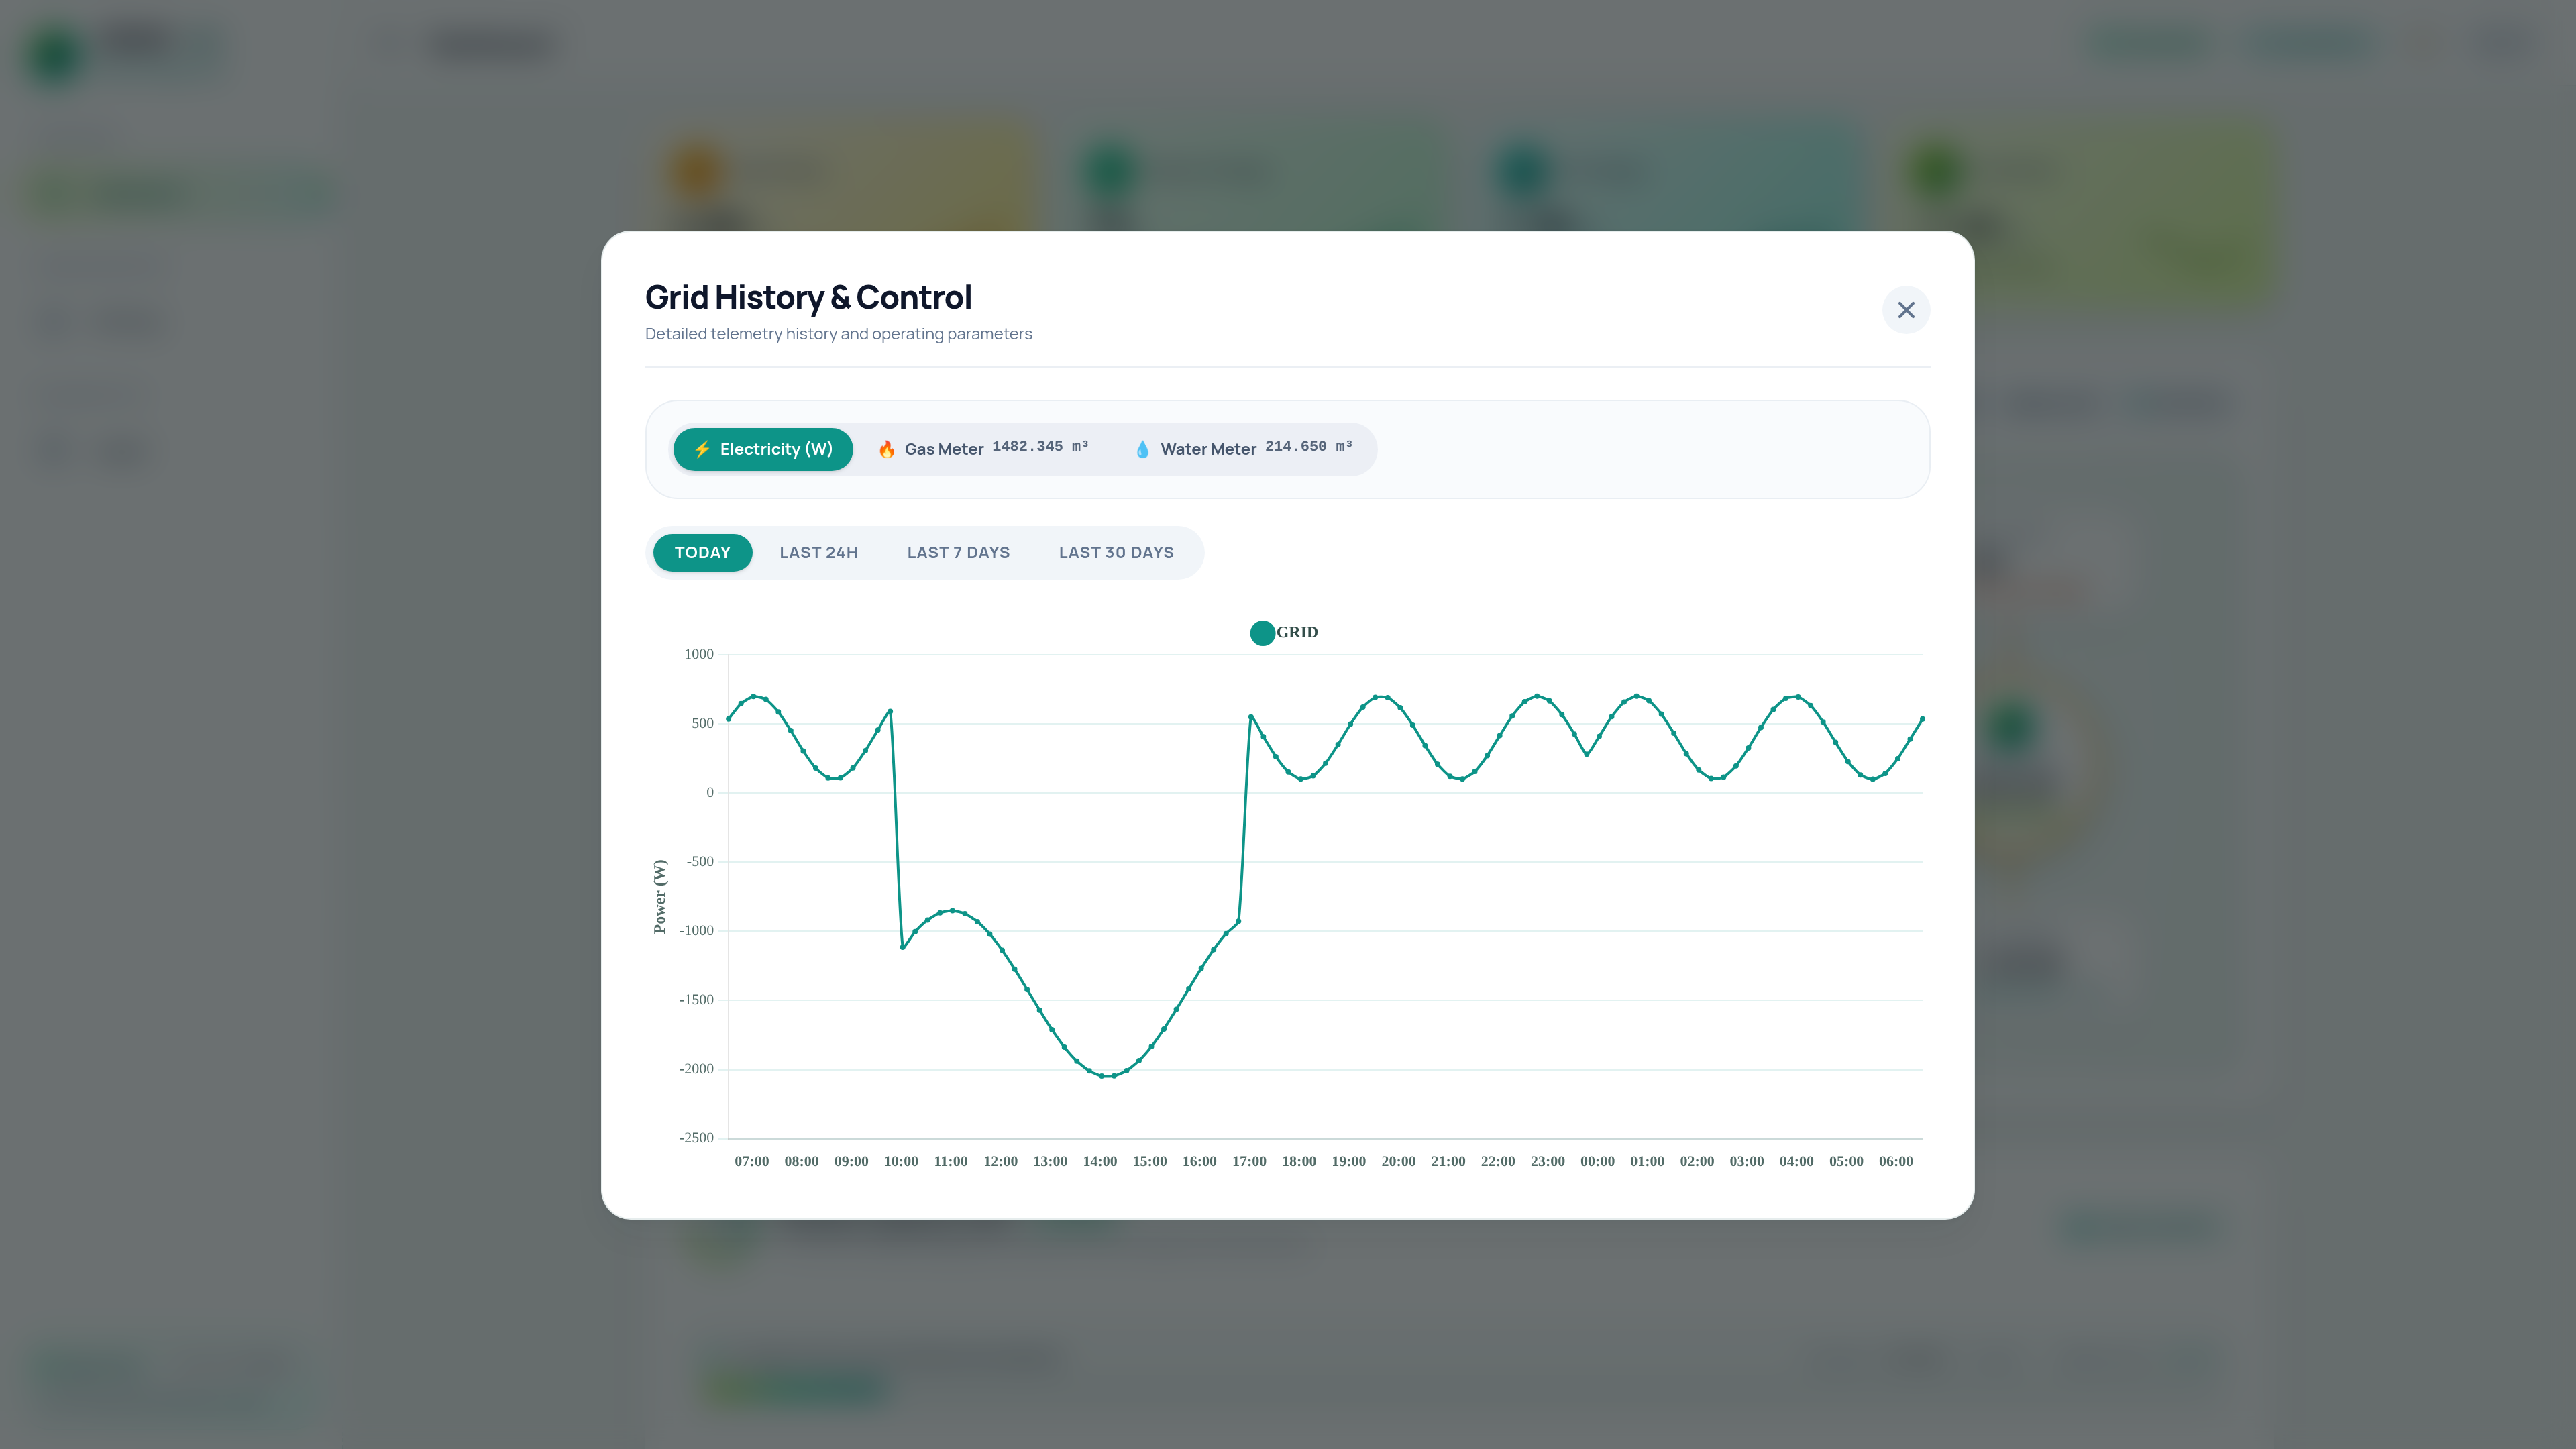 Grid History & Control
Detailed telemetry history and operating parameters
⚡ Electricity (W) 🔥 Gas Meter 1482.345 m³ 💧 Water Meter 214.650 m³
TODAY LAST 24H LAST 7 DAYS LAST 30 DAYS
GRID
1000
500
0
-500
-1000
-1500
-2000
-2500
Power (W)
07:00 08:00 09:00 10:00 11:00 12:00 13:00 14:00 15:00 16:00 17:00 18:00 19:00 20:00 21:00 22:00 23:00 00:00 01:00 02:00 03:00 04:00 05:00 06:00